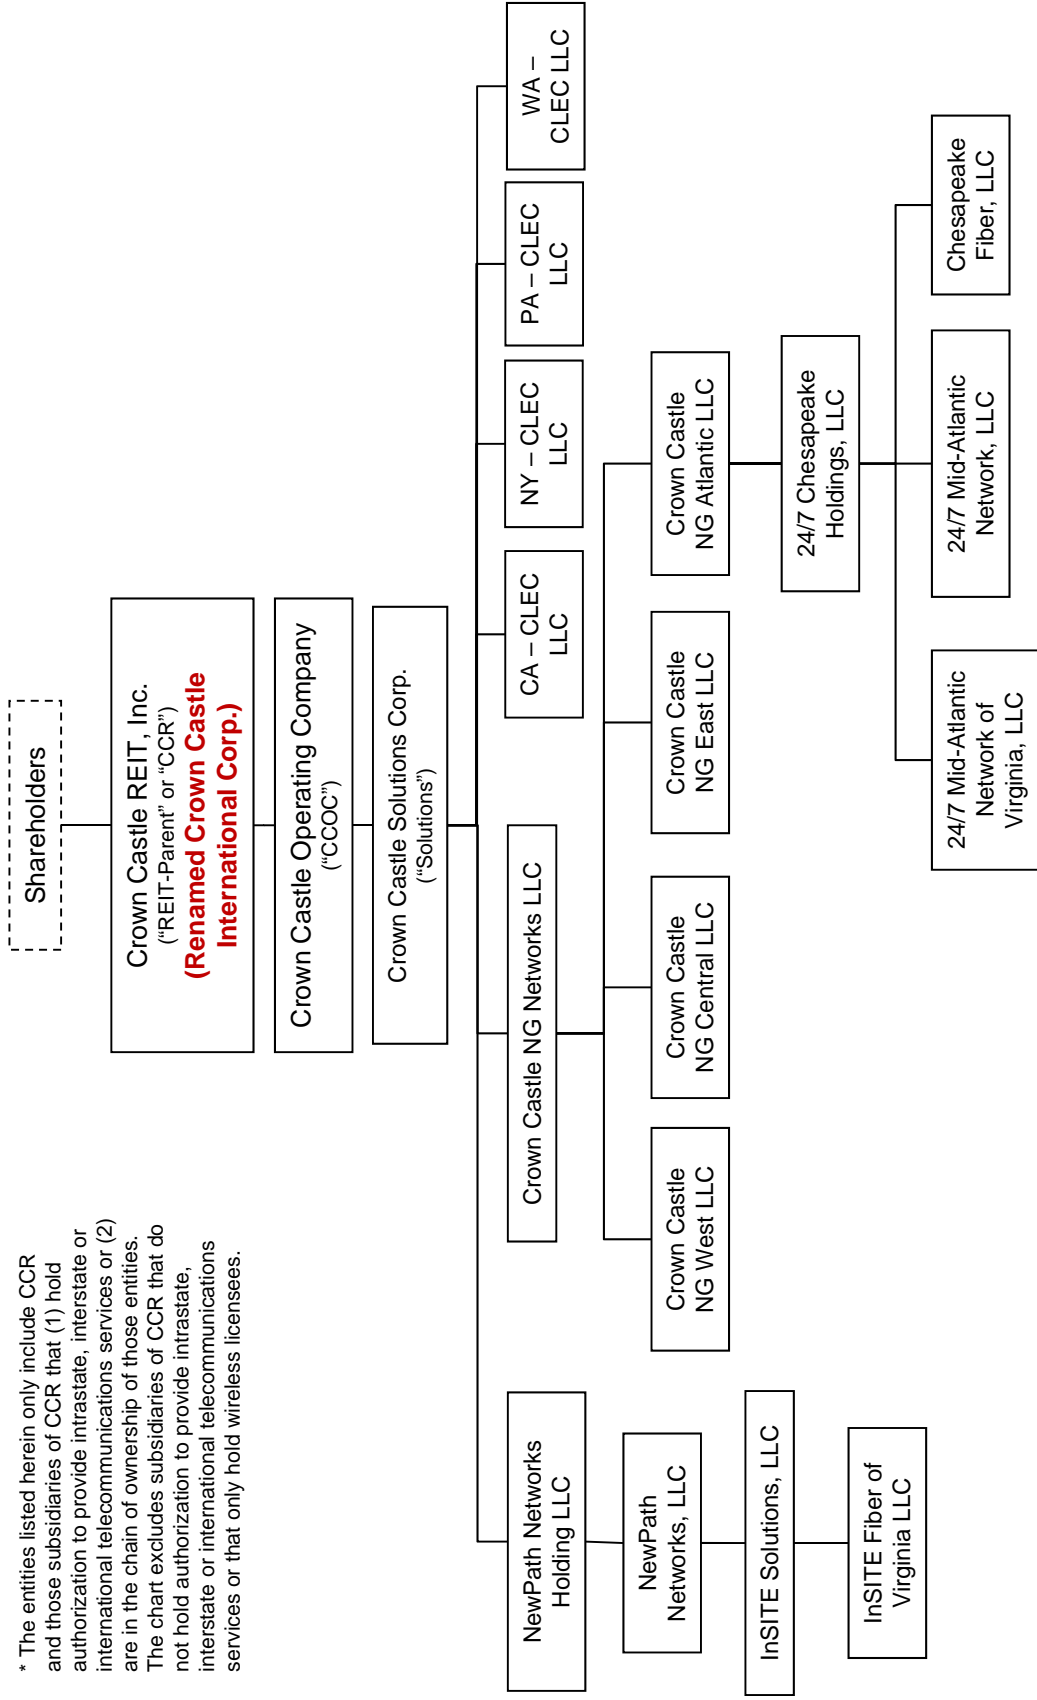 * The entities listed herein only include CCR
and those subsidiaries of CCR that (1) hold
authorization to provide intrastate, interstate or
international telecommunications services or (2)
are in the chain of ownership of those entities.
The chart excludes subsidiaries of CCR that do
not hold authorization to provide intrastate,
interstate or international telecommunications
services or that only hold wireless licensees.
Shareholders
Crown Castle REIT, Inc.
(“REIT-Parent” or “CCR”)
(Renamed Crown Castle
International Corp.)
Crown Castle Operating Company
(“CCOC”)
Crown Castle Solutions Corp.
(“Solutions”)
NewPath Networks
Holding LLC
Crown Castle NG Networks LLC
CA – CLEC
LLC
NY – CLEC
LLC
PA – CLEC
LLC
WA –
CLEC LLC
NewPath
Networks, LLC
Crown Castle
NG West LLC
Crown Castle
NG Central LLC
Crown Castle
NG East LLC
Crown Castle
NG Atlantic LLC
InSITE Solutions, LLC
24/7 Chesapeake
Holdings, LLC
InSITE Fiber of
Virginia LLC
24/7 Mid-Atlantic
Network of
Virginia, LLC
24/7 Mid-Atlantic
Network, LLC
Chesapeake
Fiber, LLC